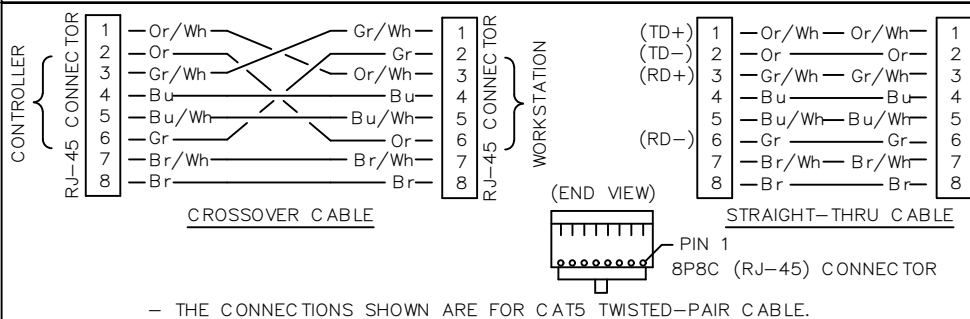 CONTROLLER
RJ-45 CONNECTOR
1 Or/Wh Gr/Wh 1
2 Or Gr 2
3 Gr/Wh Or/Wh 3
4 Bu Bu 4
5 Bu/Wh Bu/Wh 5
6 Gr Or 6
7 Br/Wh Br/Wh 7
8 Br Br 8
RJ-45 CONNECTOR
WORKSTATION
CROSSOVER CABLE
(TD+) 1 Or/Wh Or/Wh 1
(TD-) 2 Or Or 2
(RD+) 3 Gr/Wh Gr/Wh 3
4 Bu Bu 4
5 Bu/Wh Bu/Wh 5
(RD-) 6 Gr Gr 6
7 Br/Wh Br/Wh 7
8 Br Br 8
STRAIGHT-THRU CABLE
(END VIEW)
PIN 1
8P8C (RJ-45) CONNECTOR
- THE CONNECTIONS SHOWN ARE FOR CAT5 TWISTED-PAIR CABLE.